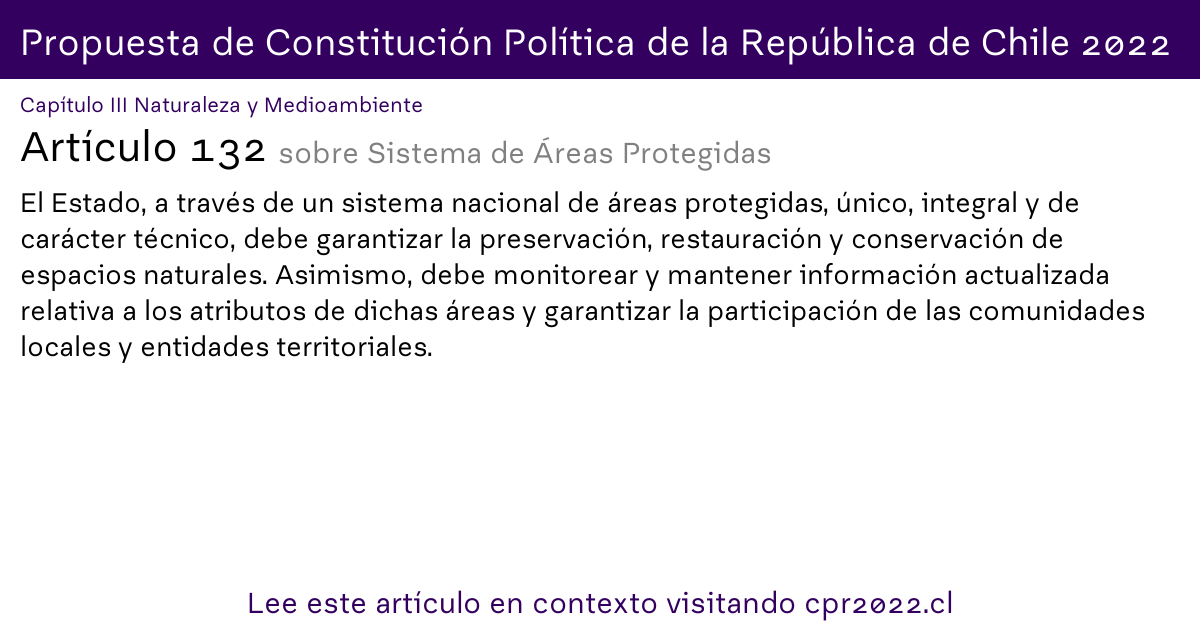 Propuesta de Constitución Política de la República de Chile 2022
Capítulo III Naturaleza y Medioambiente
Artículo 132 sobre Sistema de Áreas Protegidas
El Estado, a través de un sistema nacional de áreas protegidas, único, integral y de
carácter técnico, debe garantizar la preservación, restauración y conservación de
espacios naturales. Asimismo, debe monitorear y mantener información actualizada
relativa a los atributos de dichas áreas y garantizar la participación de las comunidades
locales y entidades territoriales.
Lee este artículo en contexto visitando cpr2022.cl